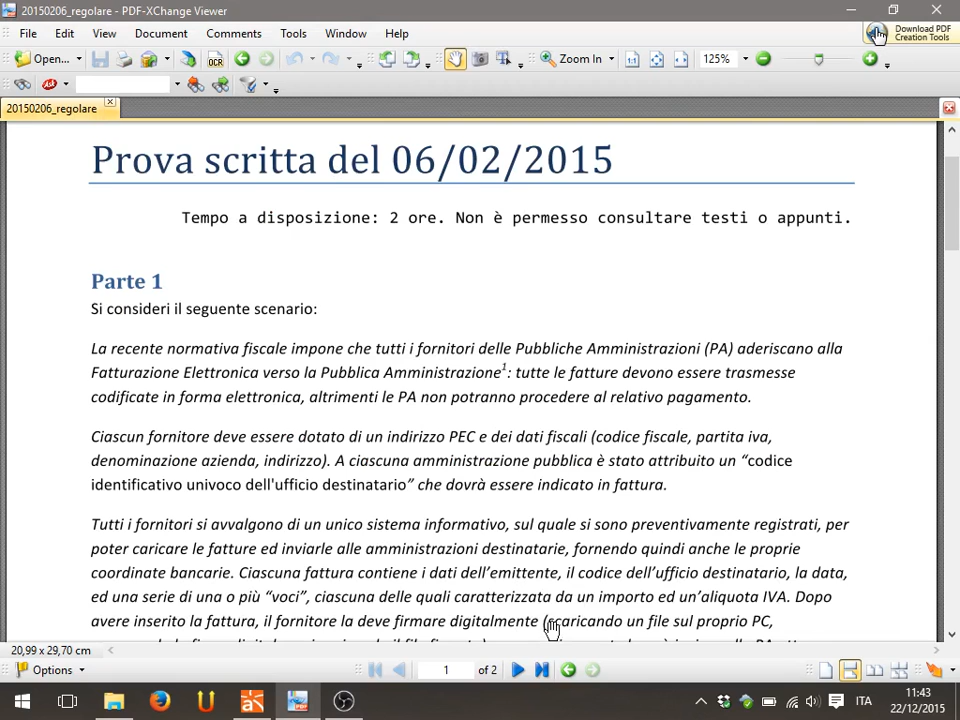 20150206_regolare - PDF-XChange Viewer
File Edit View Document Comments Tools Window Help
Download PDF
Creation Tools
Open...
OCR
Zoom In
125%
20150206_regolare
Prova scritta del 06/02/2015
Tempo a disposizione: 2 ore. Non è permesso consultare testi o appunti.
Parte 1
Si consideri il seguente scenario:
La recente normativa fiscale impone che tutti i fornitori delle Pubbliche Amministrazioni (PA) aderiscano alla
Fatturazione Elettronica verso la Pubblica Amministrazione1: tutte le fatture devono essere trasmesse
codificate in forma elettronica, altrimenti le PA non potranno procedere al relativo pagamento.
Ciascun fornitore deve essere dotato di un indirizzo PEC e dei dati fiscali (codice fiscale, partita iva,
denominazione azienda, indirizzo). A ciascuna amministrazione pubblica è stato attribuito un “codice
identificativo univoco dell'ufficio destinatario” che dovrà essere indicato in fattura.
Tutti i fornitori si avvalgono di un unico sistema informativo, sul quale si sono preventivamente registrati, per
poter caricare le fatture ed inviarle alle amministrazioni destinatarie, fornendo quindi anche le proprie
coordinate bancarie. Ciascuna fattura contiene i dati dell’emittente, il codice dell’ufficio destinatario, la data,
ed una serie di una o più “voci”, ciascuna delle quali caratterizzata da un importo ed un’aliquota IVA. Dopo
avere inserito la fattura, il fornitore la deve firmare digitalmente (scaricando un file sul proprio PC,
20,99 x 29,70 cm
Options
1 of 2
ITA
11:43
22/12/2015